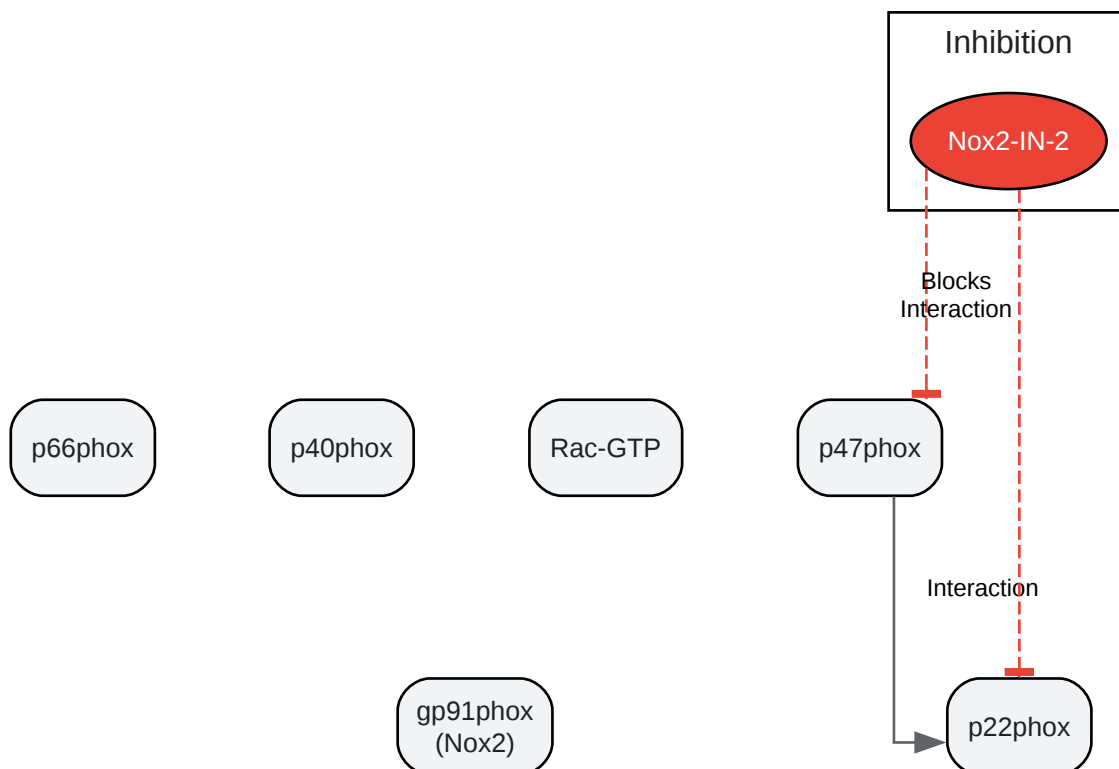 Inhibition
Nox2-IN-2
Blocks
Interaction
p66phox
p40phox
Rac-GTP
p47phox
Interaction
gp91phox
(Nox2)
p22phox